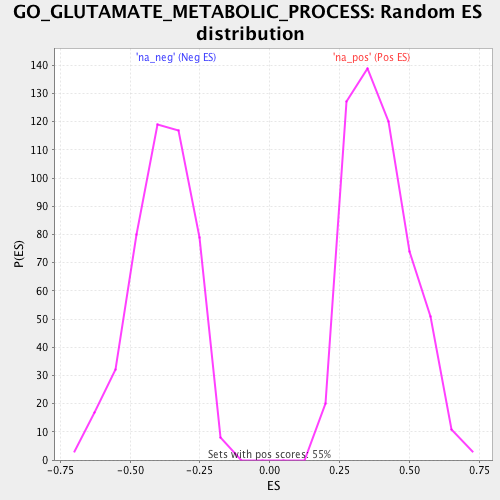 GO_GLUTAMATE_METABOLIC_PROCESS: Random ES
distribution
'na_neg' (Neg ES) 'na_pos' (Pos ES)
140
130
120
110
100
90
80
70
60
50
40
30
20
10
0
P(ES)
Sets with pos scores: 55%
-0.75 -0.50 -0.25 0.00 0.25 0.50 0.75
ES